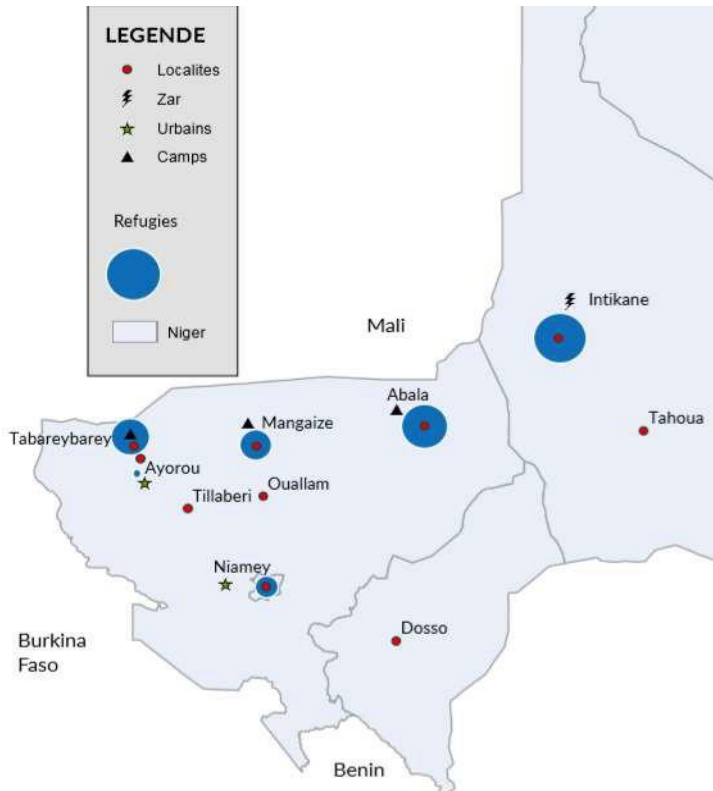 LEGENDE
Localites
Zar
Urbains
Camps
Refugies
Niger
Mali
Intikane
Abala
Tahoua
Mangaize
Tabareybarey
Ayorou
Ouallam
Tillaberi
Niamey
Dosso
Burkina
Faso
Benin